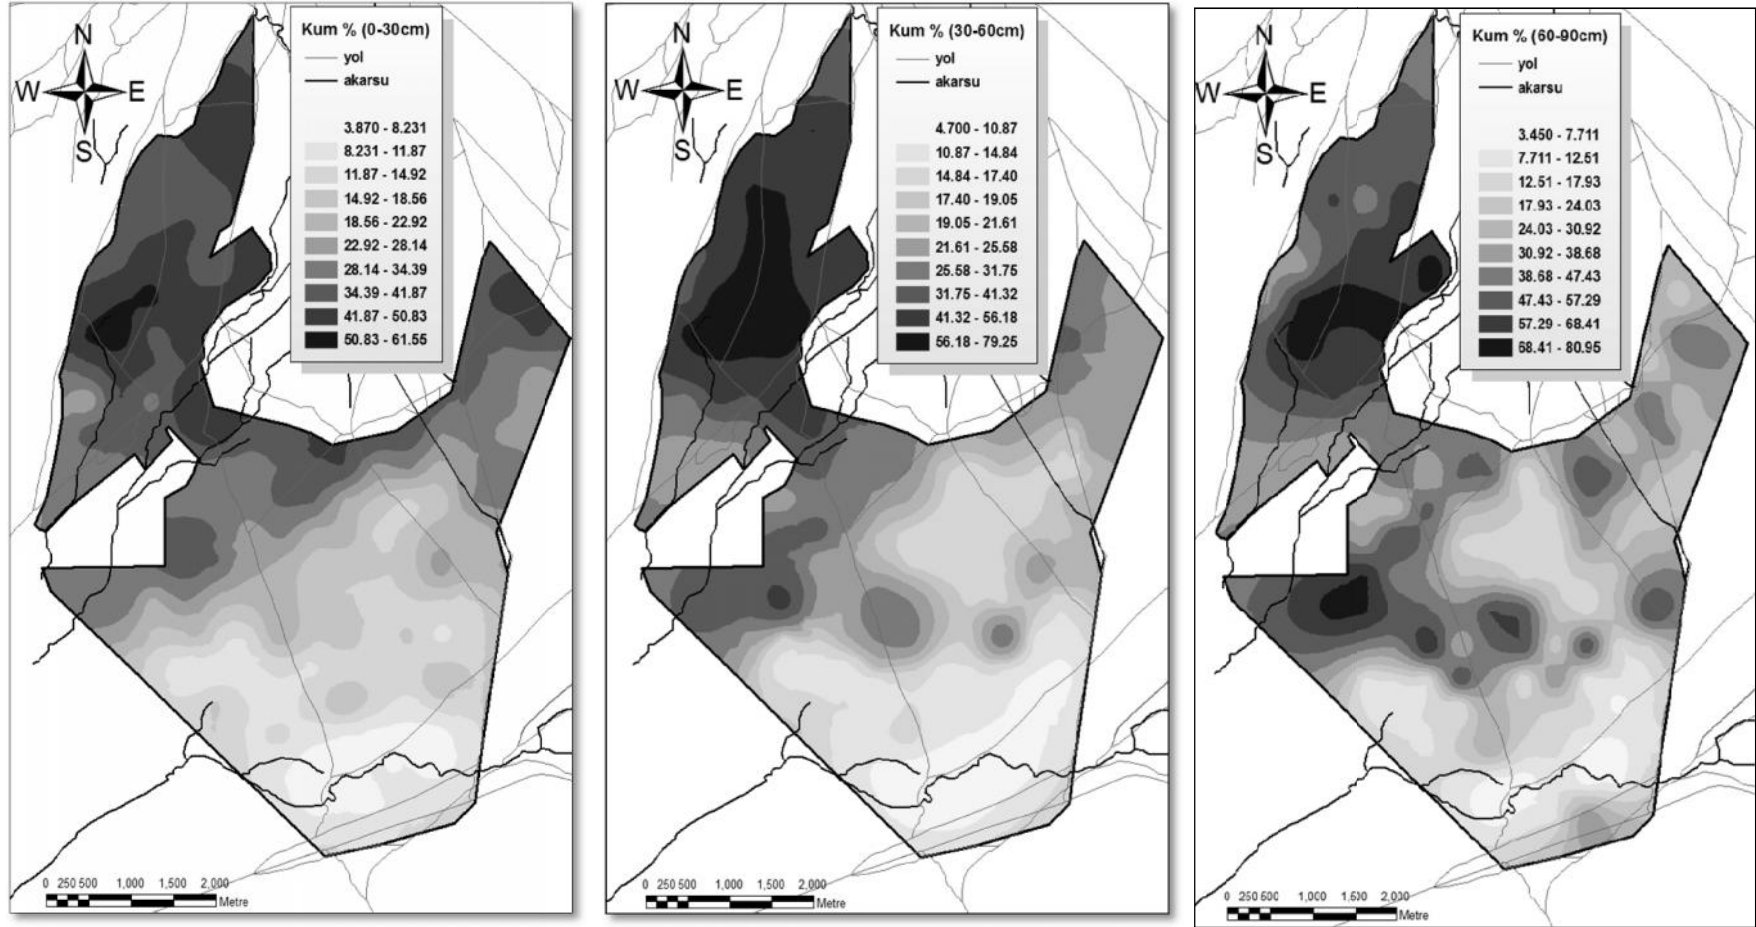 Kum % (0-30cm)
yol
akarsu
3.870 - 8.231
8.231 - 11.87
11.87 - 14.92
14.92 - 18.56
18.56 - 22.92
22.92 - 28.14
28.14 - 34.39
34.39 - 41.87
41.87 - 50.83
50.83 - 61.55
N
W E
S
0 250 500 1,000 1,500 2,000
Metre
Kum % (30-60cm)
yol
akarsu
4.700 - 10.87
10.87 - 14.84
14.84 - 17.40
17.40 - 19.05
19.05 - 21.61
21.61 - 25.58
25.58 - 31.75
31.75 - 41.32
41.32 - 56.18
56.18 - 79.25
N
W E
S
0 250 500 1,000 1,500 2,000
Metre
Kum % (60-90cm)
yol
akarsu
3.450 - 7.711
7.711 - 12.51
12.51 - 17.93
17.93 - 24.03
24.03 - 30.92
30.92 - 38.68
38.68 - 47.43
47.43 - 57.29
57.29 - 68.41
68.41 - 80.95
N
W E
S
0 250 500 1,000 1,500 2,000
Metre